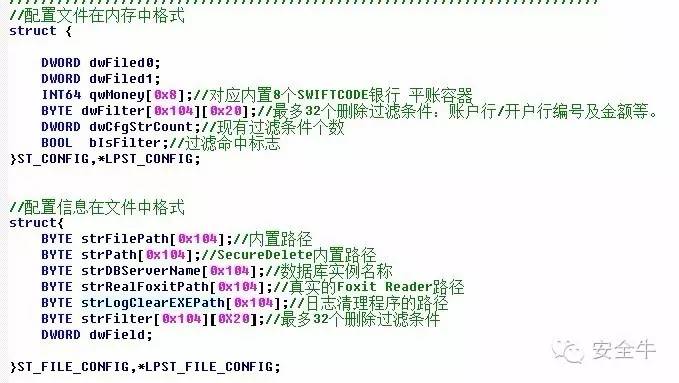 //////////////////////////////////////////////////////////////////////
//配置文件在内存中格式
struct {
DWORD dwFiled0;
DWORD dwFiled1;
INT64 qwMoney[0x8];//对应内置8个SWIFTCODE银行 平账容器
BYTE dwFilter[0x104][0x20];//最多32个删除过滤条件: 账户行/开户行编号及金额等。
DWORD dwCfgStrCount;//现有过滤条件个数
BOOL bIsFilter;//过滤命中标志
}ST_CONFIG,*LPST_CONFIG;
//配置信息在文件中格式
struct{
BYTE strFilePath[0x104];//内置路径
BYTE strPath[0x104];//SecureDelete内置路径
BYTE strDBServerName[0x104];//数据库实例名称
BYTE strRealFoxitPath[0x104];//真实的Foxit Reader路径
BYTE strLogClearEXEPath[0x104];//日志清理程序的路径
BYTE strFilter[0x104][0X20];//最多32个删除过滤条件
DWORD dwField;
}ST_FILE_CONFIG,*LPST_FILE_CONFIG;
安全牛